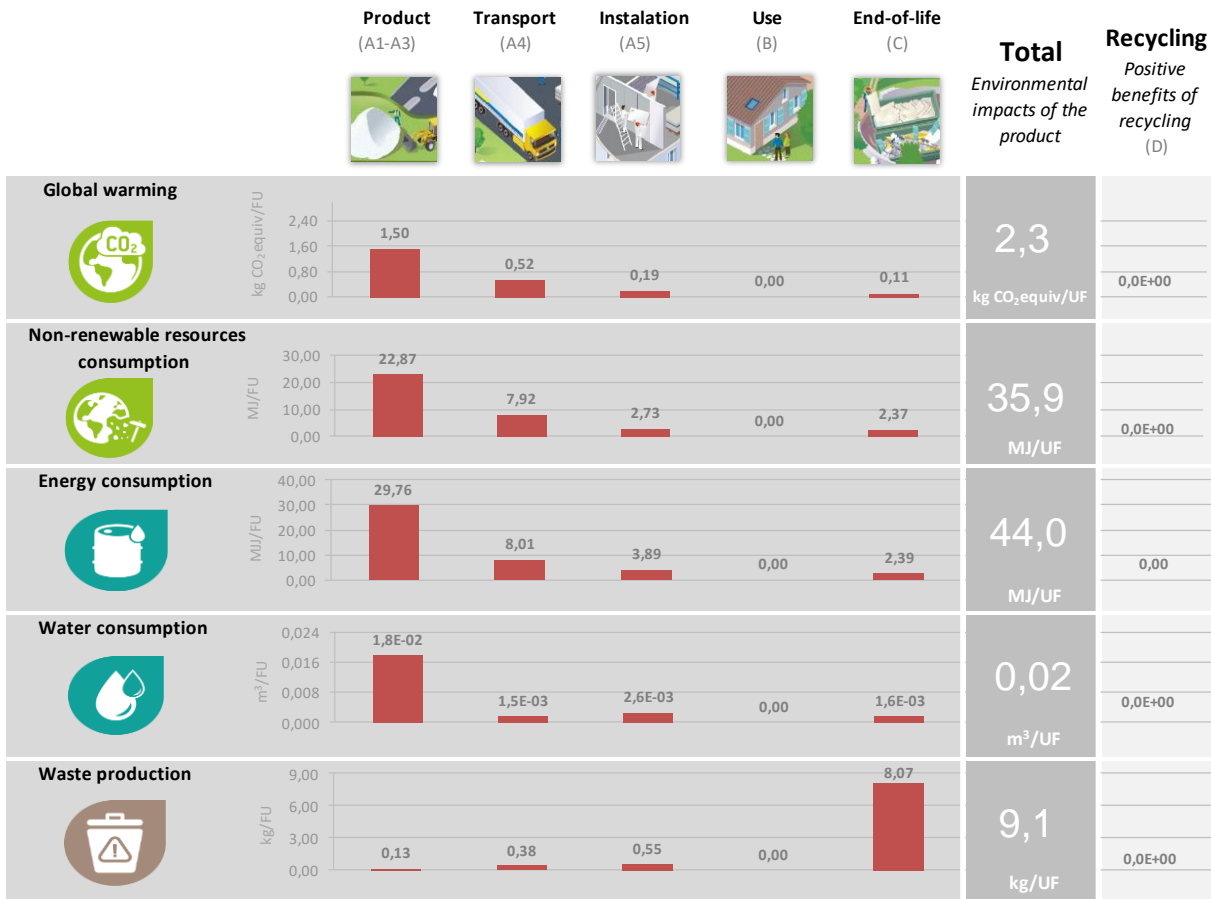 Product
(A1-A3)
Transport
(A4)
Instalation
(A5)
Use
(B)
End-of-life
(C)
Total
Environmental
impacts of the
product
Recycling
Positive
benefits of
recycling
(D)
Global warming
CO2
kg CO2equiv/FU
2,40
1,60
0,80
0,00
1,50
0,52
0,19
0,00
0,11
2,3
kg CO2equiv/UF
0,0E+00
Non-renewable resources
consumption
MJ/FU
30,00
20,00
10,00
0,00
22,87
7,92
2,73
0,00
2,37
35,9
MJ/UF
0,0E+00
Energy consumption
MJJ/FU
40,00
30,00
20,00
10,00
0,00
29,76
8,01
3,89
0,00
2,39
44,0
MJ/UF
0,00
Water consumption
m³/FU
0,024
0,016
0,008
0,000
1,8E-02
1,5E-03
2,6E-03
0,00
1,6E-03
0,02
m³/UF
0,0E+00
Waste production
kg/FU
9,00
6,00
3,00
0,00
0,13
0,38
0,55
0,00
8,07
9,1
kg/UF
0,0E+00